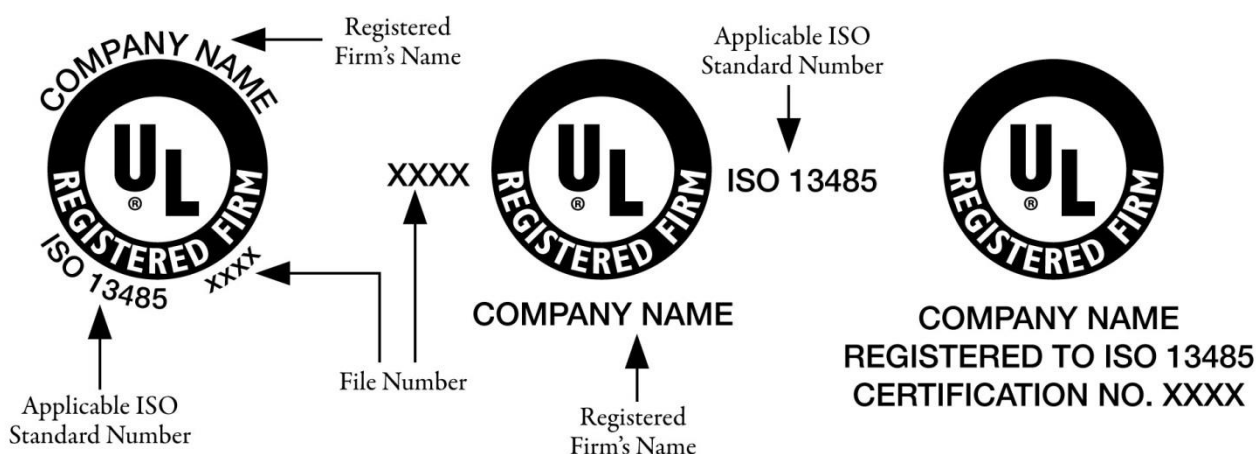 Registered
Firm's Name
COMPANY NAME
UL
®
REGISTERED FIRM
ISO 13485
XXXX
Applicable ISO
Standard Number
File Number
Applicable ISO
Standard Number
XXXX
UL
®
REGISTERED FIRM
ISO 13485
COMPANY NAME
Registered
Firm's Name
UL
®
REGISTERED FIRM
COMPANY NAME
REGISTERED TO ISO 13485
CERTIFICATION NO. XXXX